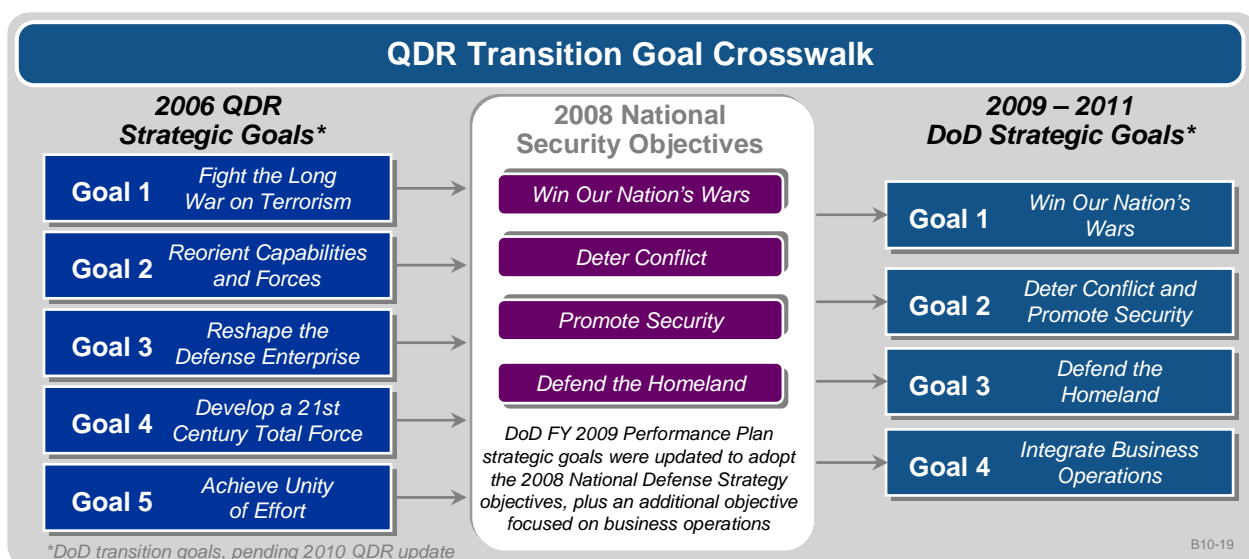 QDR Transition Goal Crosswalk
2006 QDR
Strategic Goals*
Goal 1
Fight the Long
War on Terrorism
Goal 2
Reorient Capabilities
and Forces
Goal 3
Reshape the
Defense Enterprise
Goal 4
Develop a 21st
Century Total Force
Goal 5
Achieve Unity
of Effort
*DoD transition goals, pending 2010 QDR update
2008 National
Security Objectives
Win Our Nation’s Wars
Deter Conflict
Promote Security
Defend the Homeland
DoD FY 2009 Performance Plan
strategic goals were updated to adopt
the 2008 National Defense Strategy
objectives, plus an additional objective
focused on business operations
2009 – 2011
DoD Strategic Goals*
Goal 1
Win Our Nation’s
Wars
Goal 2
Deter Conflict and
Promote Security
Goal 3
Defend the
Homeland
Goal 4
Integrate Business
Operations
B10-19